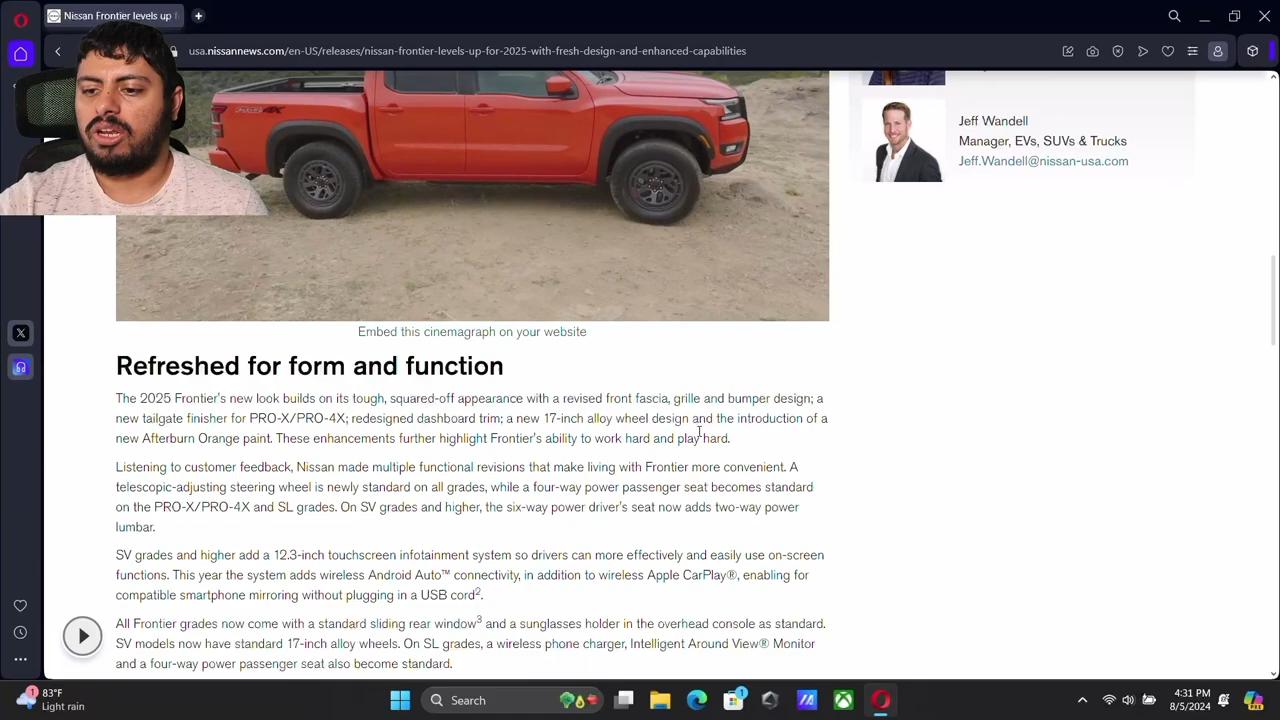 Nissan Frontier levels up f
usa.nissannews.com/en-US/releases/nissan-frontier-levels-up-for-2025-with-fresh-design-and-enhanced-capabilities
Jeff Wandell
Manager, EVs, SUVs & Trucks
Jeff.Wandell@nissan-usa.com
Embed this cinemagraph on your website
Refreshed for form and function
The 2025 Frontier's new look builds on its tough, squared-off appearance with a revised front fascia, grille and bumper design; a
new tailgate finisher for PRO-X/PRO-4X; redesigned dashboard trim; a new 17-inch alloy wheel design and the introduction of a
new Afterburn Orange paint. These enhancements further highlight Frontier's ability to work hard and play hard.
Listening to customer feedback, Nissan made multiple functional revisions that make living with Frontier more convenient. A
telescopic-adjusting steering wheel is newly standard on all grades, while a four-way power passenger seat becomes standard
on the PRO-X/PRO-4X and SL grades. On SV grades and higher, the six-way power driver's seat now adds two-way power
lumbar.
SV grades and higher add a 12.3-inch touchscreen infotainment system so drivers can more effectively and easily use on-screen
functions. This year the system adds wireless Android Auto™ connectivity, in addition to wireless Apple CarPlay®, enabling for
compatible smartphone mirroring without plugging in a USB cord2.
All Frontier grades now come with a standard sliding rear window3 and a sunglasses holder in the overhead console as standard.
SV models now have standard 17-inch alloy wheels. On SL grades, a wireless phone charger, Intelligent Around View® Monitor
and a four-way power passenger seat also become standard.
1
83°F
Light rain
Search
4:31 PM
8/5/2024